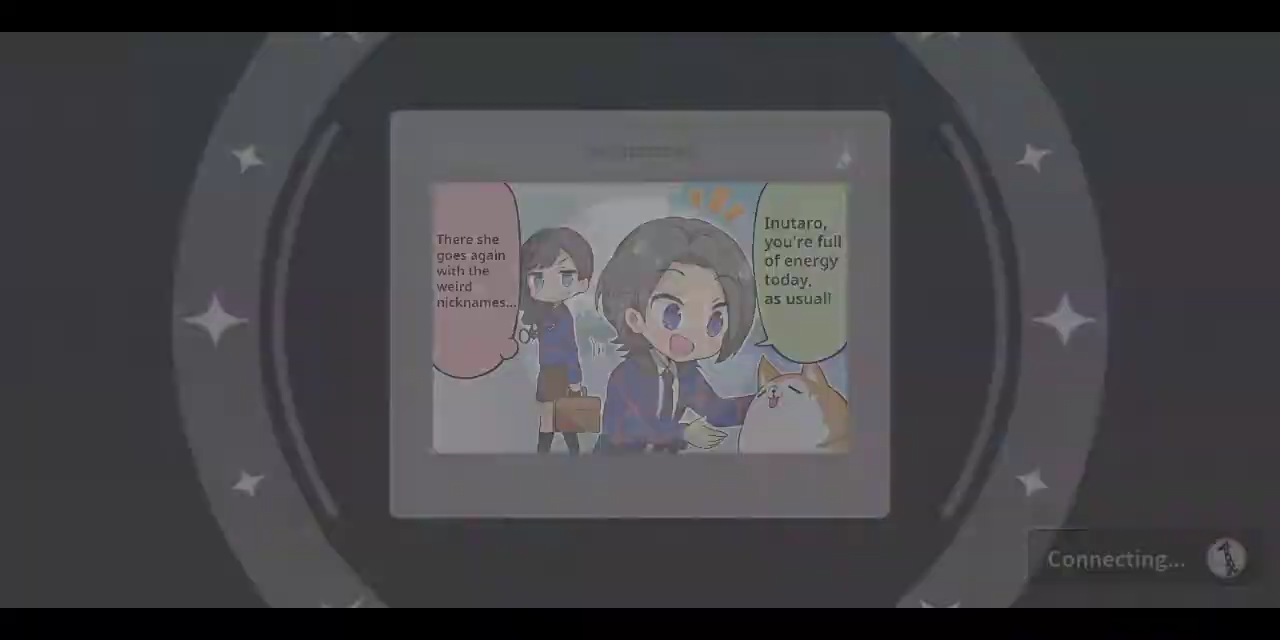 There she
goes again
with the
weird
nicknames...
Inutaro,
you're full
of energy
today,
as usual!
Connecting...